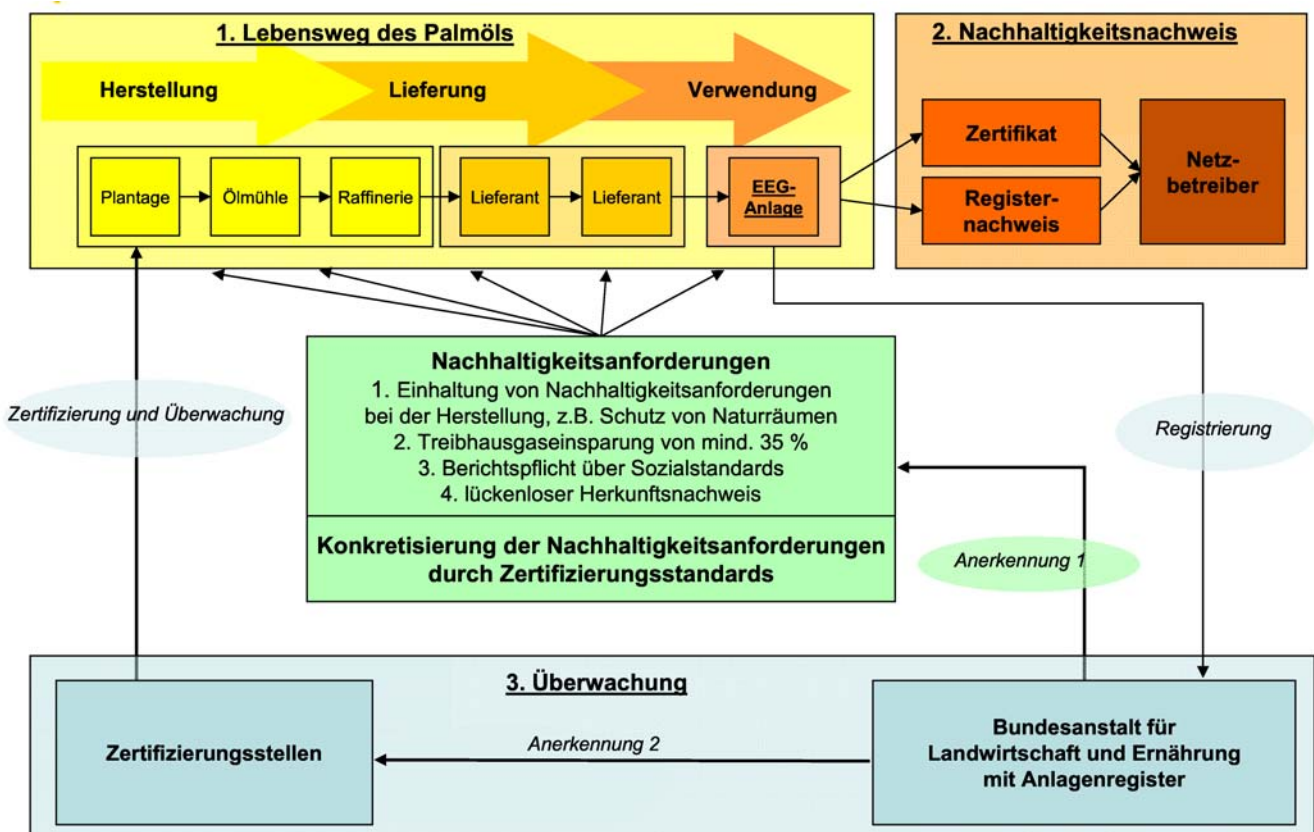 1. Lebensweg des Palmöls
Herstellung
Lieferung
Verwendung
Plantage
Ölmühle
Raffinerie
Lieferant
Lieferant
EEG-
Anlage
2. Nachhaltigkeitsnachweis
Zertifikat
Register-
nachweis
Netz-
betreiber
Nachhaltigkeitsanforderungen
1. Einhaltung von Nachhaltigkeitsanforderungen
bei der Herstellung, z.B. Schutz von Naturräumen
2. Treibhausgaseinsparung von mind. 35 %
3. Berichtspflicht über Sozialstandards
4. lückenloser Herkunftsnachweis
Konkretisierung der Nachhaltigkeitsanforderungen
durch Zertifizierungsstandards
Zertifizierung und Überwachung
Registrierung
Anerkennung 1
3. Überwachung
Zertifizierungsstellen
Anerkennung 2
Bundesanstalt für
Landwirtschaft und Ernährung
mit Anlagenregister